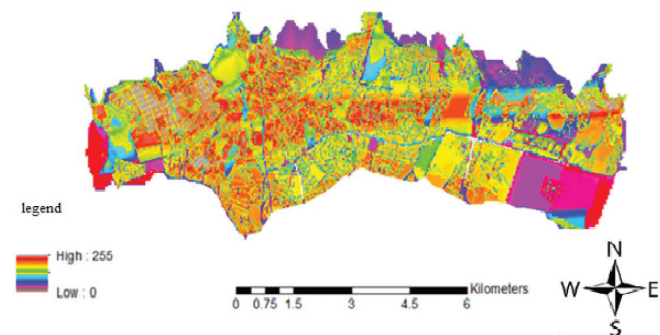 legend
High : 255
Low : 0
Kilometers
0 0.75 1.5 3 4.5 6
N
W E
S